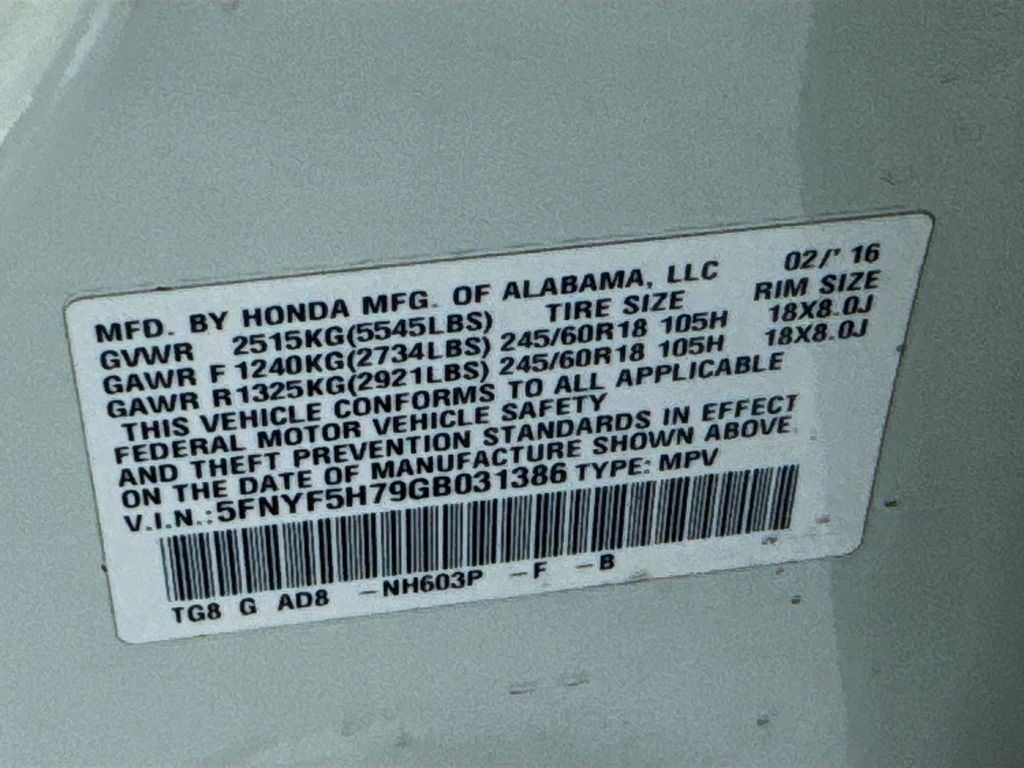 MFD. BY HONDA MFG. OF ALABAMA, LLC 02/' 16
GVWR 2515KG(5545LBS) TIRE SIZE RIM SIZE
GAWR F 1240KG(2734LBS) 245/60R18 105H 18X8.0J
GAWR R 1325KG(2921LBS) 245/60R18 105H 18X8.0J
THIS VEHICLE CONFORMS TO ALL APPLICABLE
FEDERAL MOTOR VEHICLE SAFETY
AND THEFT PREVENTION STANDARDS IN EFFECT
ON THE DATE OF MANUFACTURE SHOWN ABOVE.
V.I.N.: 5FNYF5H79GB031386 TYPE: MPV
TG8 G AD8 -NH603P -F -B